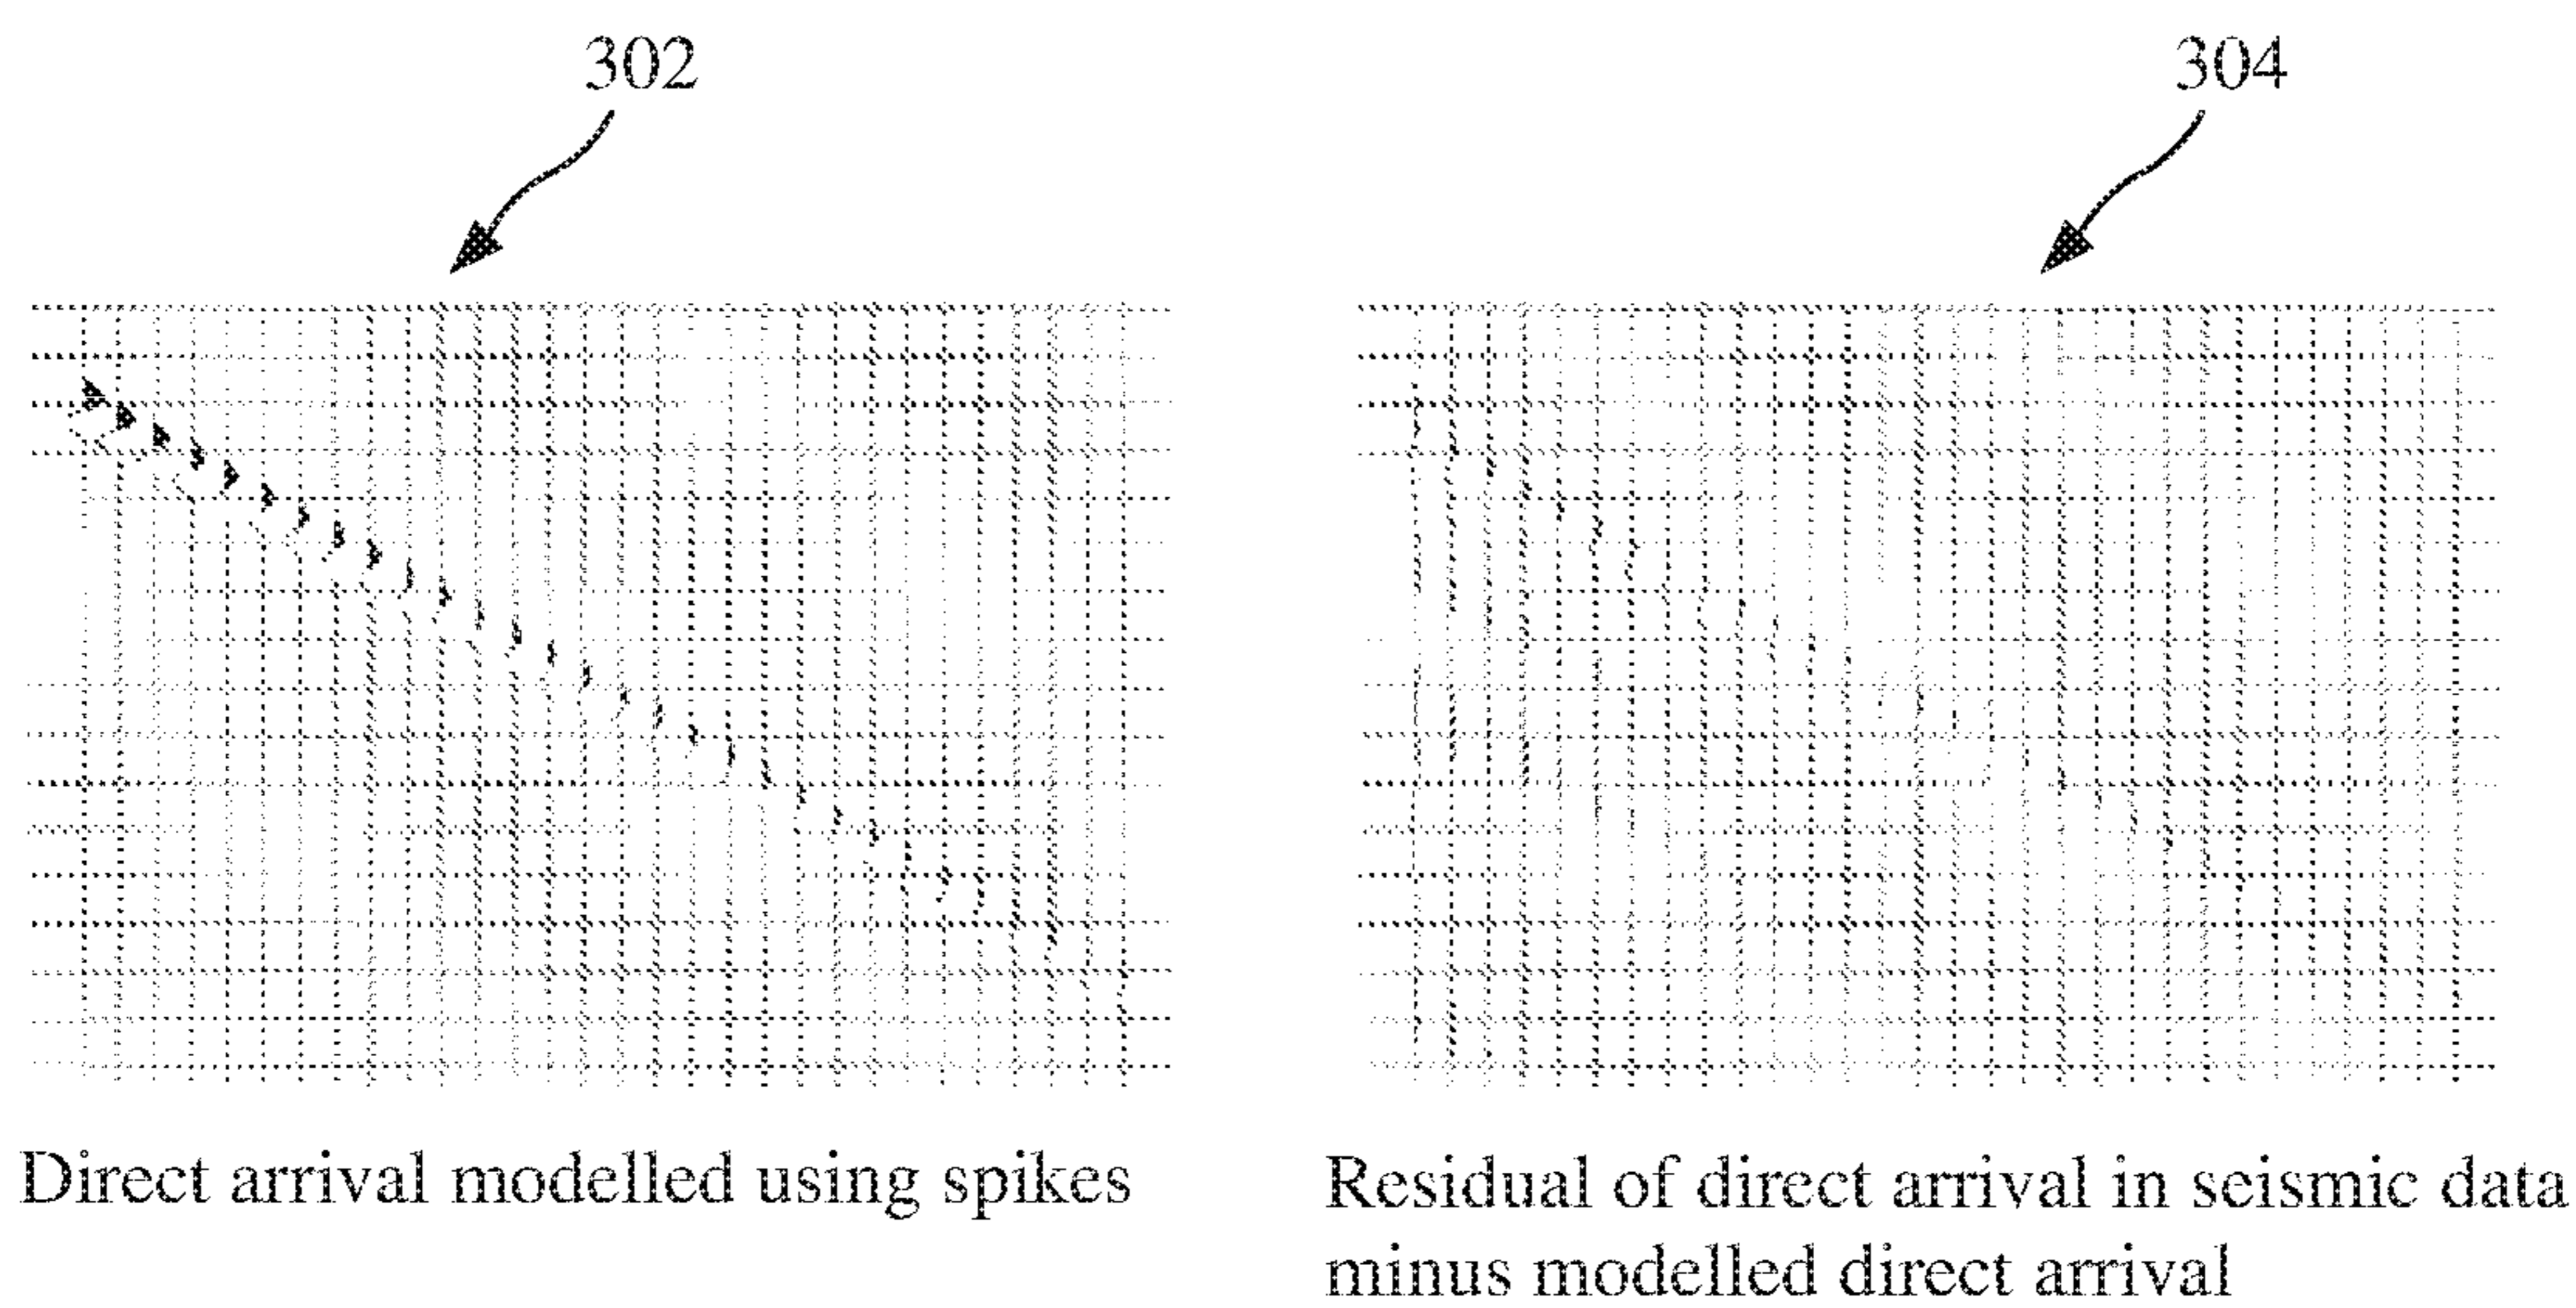 302
304
Direct arrival modelled using spikes
Residual of direct arrival in seismic data
minus modelled direct arrival